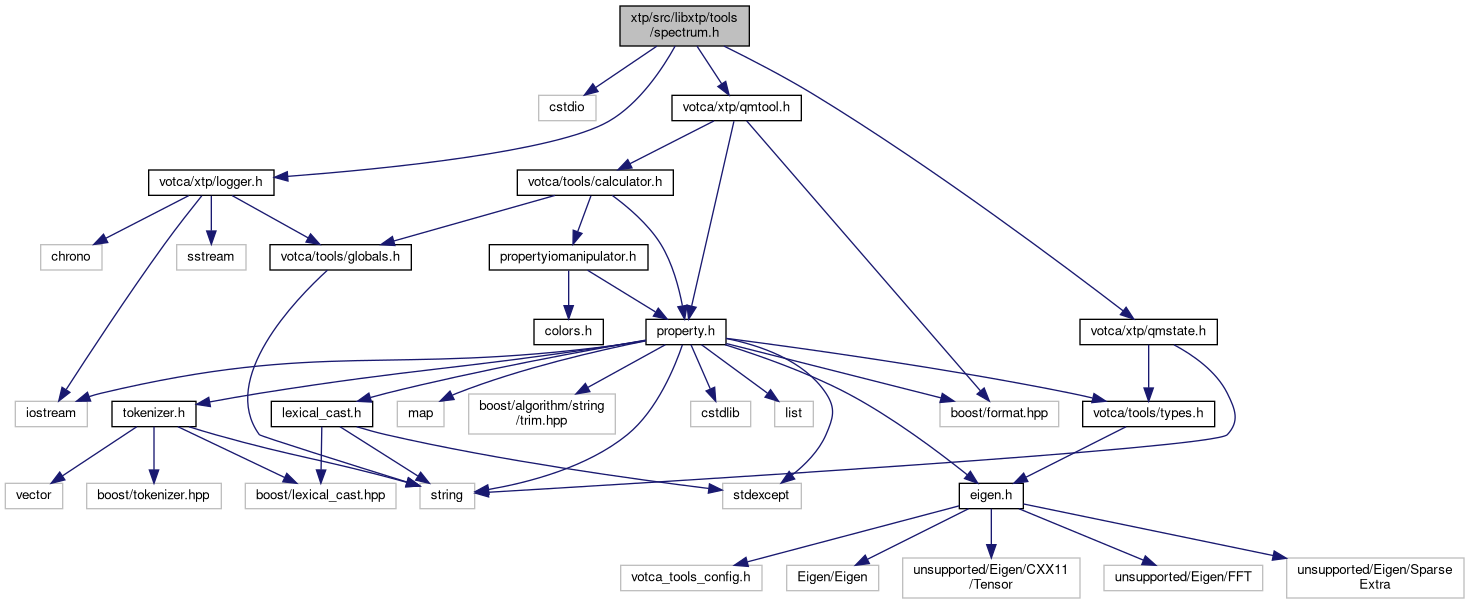 xtp/src/libxtp/tools
/spectrum.h
cstdio
votca/xtp/qmtool.h
votca/xtp/logger.h
votca/tools/calculator.h
chrono
sstream
votca/tools/globals.h
propertyiomanipulator.h
colors.h
property.h
votca/xtp/qmstate.h
iostream
tokenizer.h
lexical_cast.h
map
boost/algorithm/string
/trim.hpp
cstdlib
list
boost/format.hpp
votca/tools/types.h
vector
boost/tokenizer.hpp
boost/lexical_cast.hpp
string
stdexcept
eigen.h
votca_tools_config.h
Eigen/Eigen
unsupported/Eigen/CXX11
/Tensor
unsupported/Eigen/FFT
unsupported/Eigen/Sparse
Extra